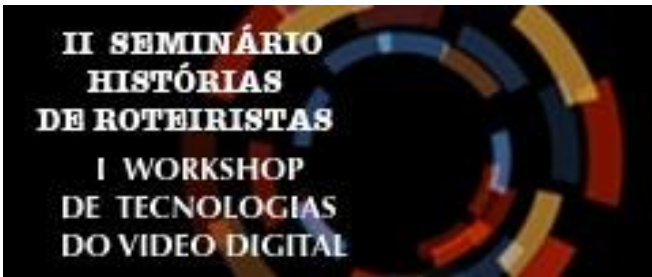 II SEMINÁRIO
HISTÓRIAS
DE ROTEIRISTAS
I WORKSHOP
DE TECNOLOGIAS
DO VIDEO DIGITAL